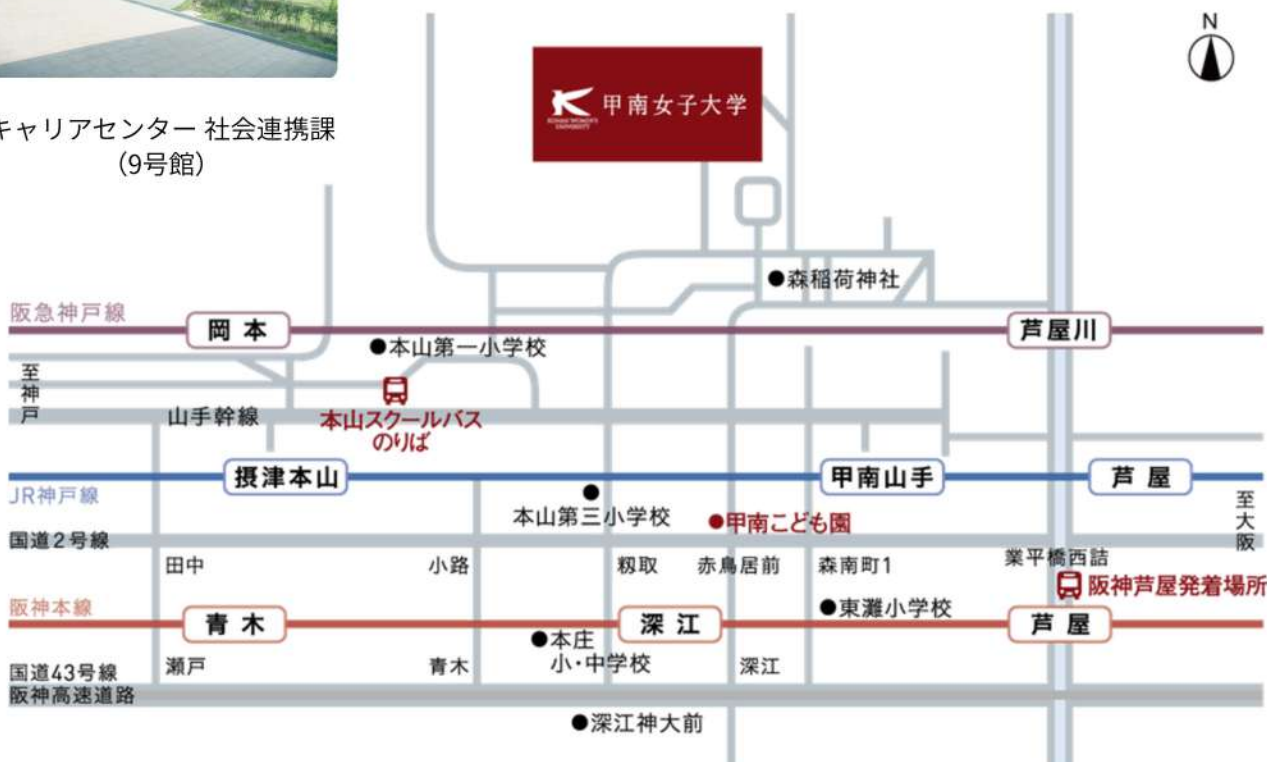 キャリアセンター 社会連携課
（9号館）
N
甲南女子大学
KONAN WOMEN'S
UNIVERSITY
森稲荷神社
阪急神戸線
岡本
芦屋川
本山第一小学校
至神戸
山手幹線
本山スクールバス
のりば
摂津本山
甲南山手
芦屋
JR神戸線
本山第三小学校
甲南こども園
至大阪
国道2号線
田中
小路
籾取
赤鳥居前
森南町1
業平橋西詰
阪神芦屋発着場所
阪神本線
青木
深江
東灘小学校
芦屋
本庄
小・中学校
国道43号線
瀬戸
青木
深江
阪神高速道路
深江神大前